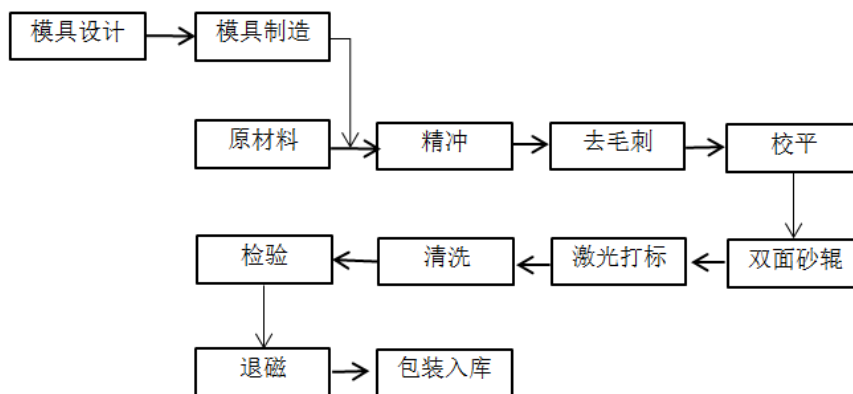 模具设计
模具制造
原材料
精冲
去毛刺
校平
双面砂辊
激光打标
清洗
检验
退磁
包装入库